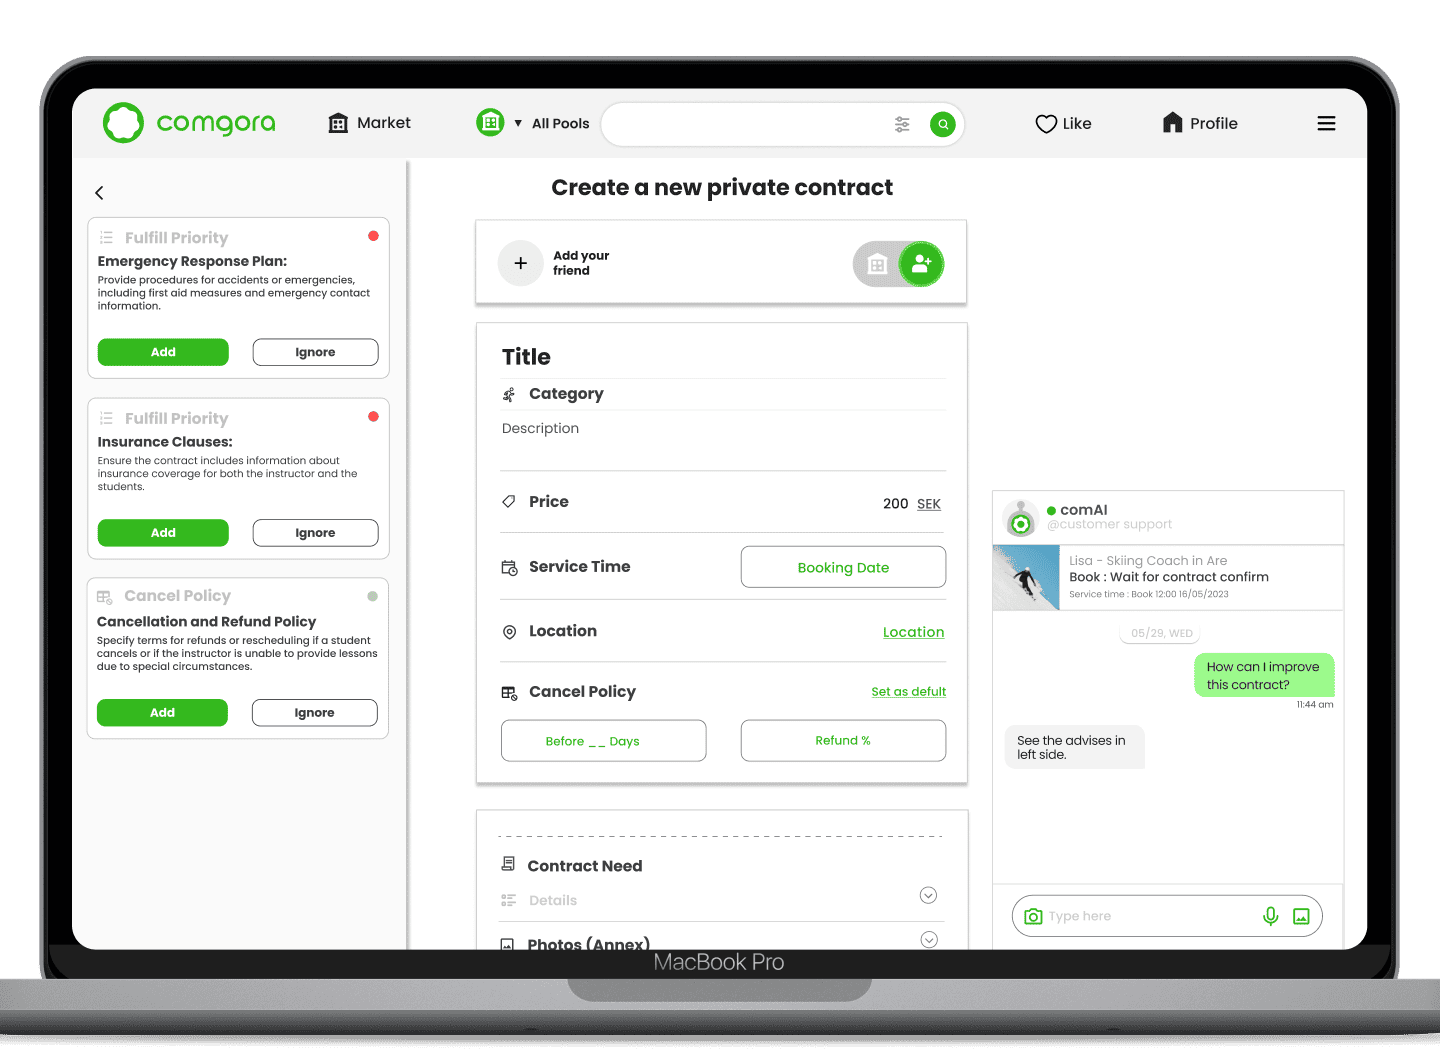 comgora
Market
All Pools
Like
Profile
Fulfill Priority
Emergency Response Plan:
Provide procedures for accidents or emergencies,
including first aid measures and emergency contact
information.
Add
Ignore
Fulfill Priority
Insurance Clauses:
Ensure the contract includes information about
insurance coverage for both the instructor and the
students.
Add
Ignore
Cancel Policy
Cancellation and Refund Policy
Specify terms for refunds or rescheduling if a student
cancels or if the instructor is unable to provide lessons
due to special circumstances.
Add
Ignore
Create a new private contract
Add your
friend
Title
Category
Description
Price
200 SEK
Service Time
Booking Date
Location
Location
Cancel Policy
Set as defult
Before _ _ Days
Refund %
Contract Need
Details
Photos (Annex)
comAI
@customer support
Lisa - Skiing Coach in Are
Book : Wait for contract confirm
Service time : Book 12:00 16/05/2023
05/29, WED
How can I improve
this contract?
11:44 am
See the advises in
left side.
Type here
MacBook Pro